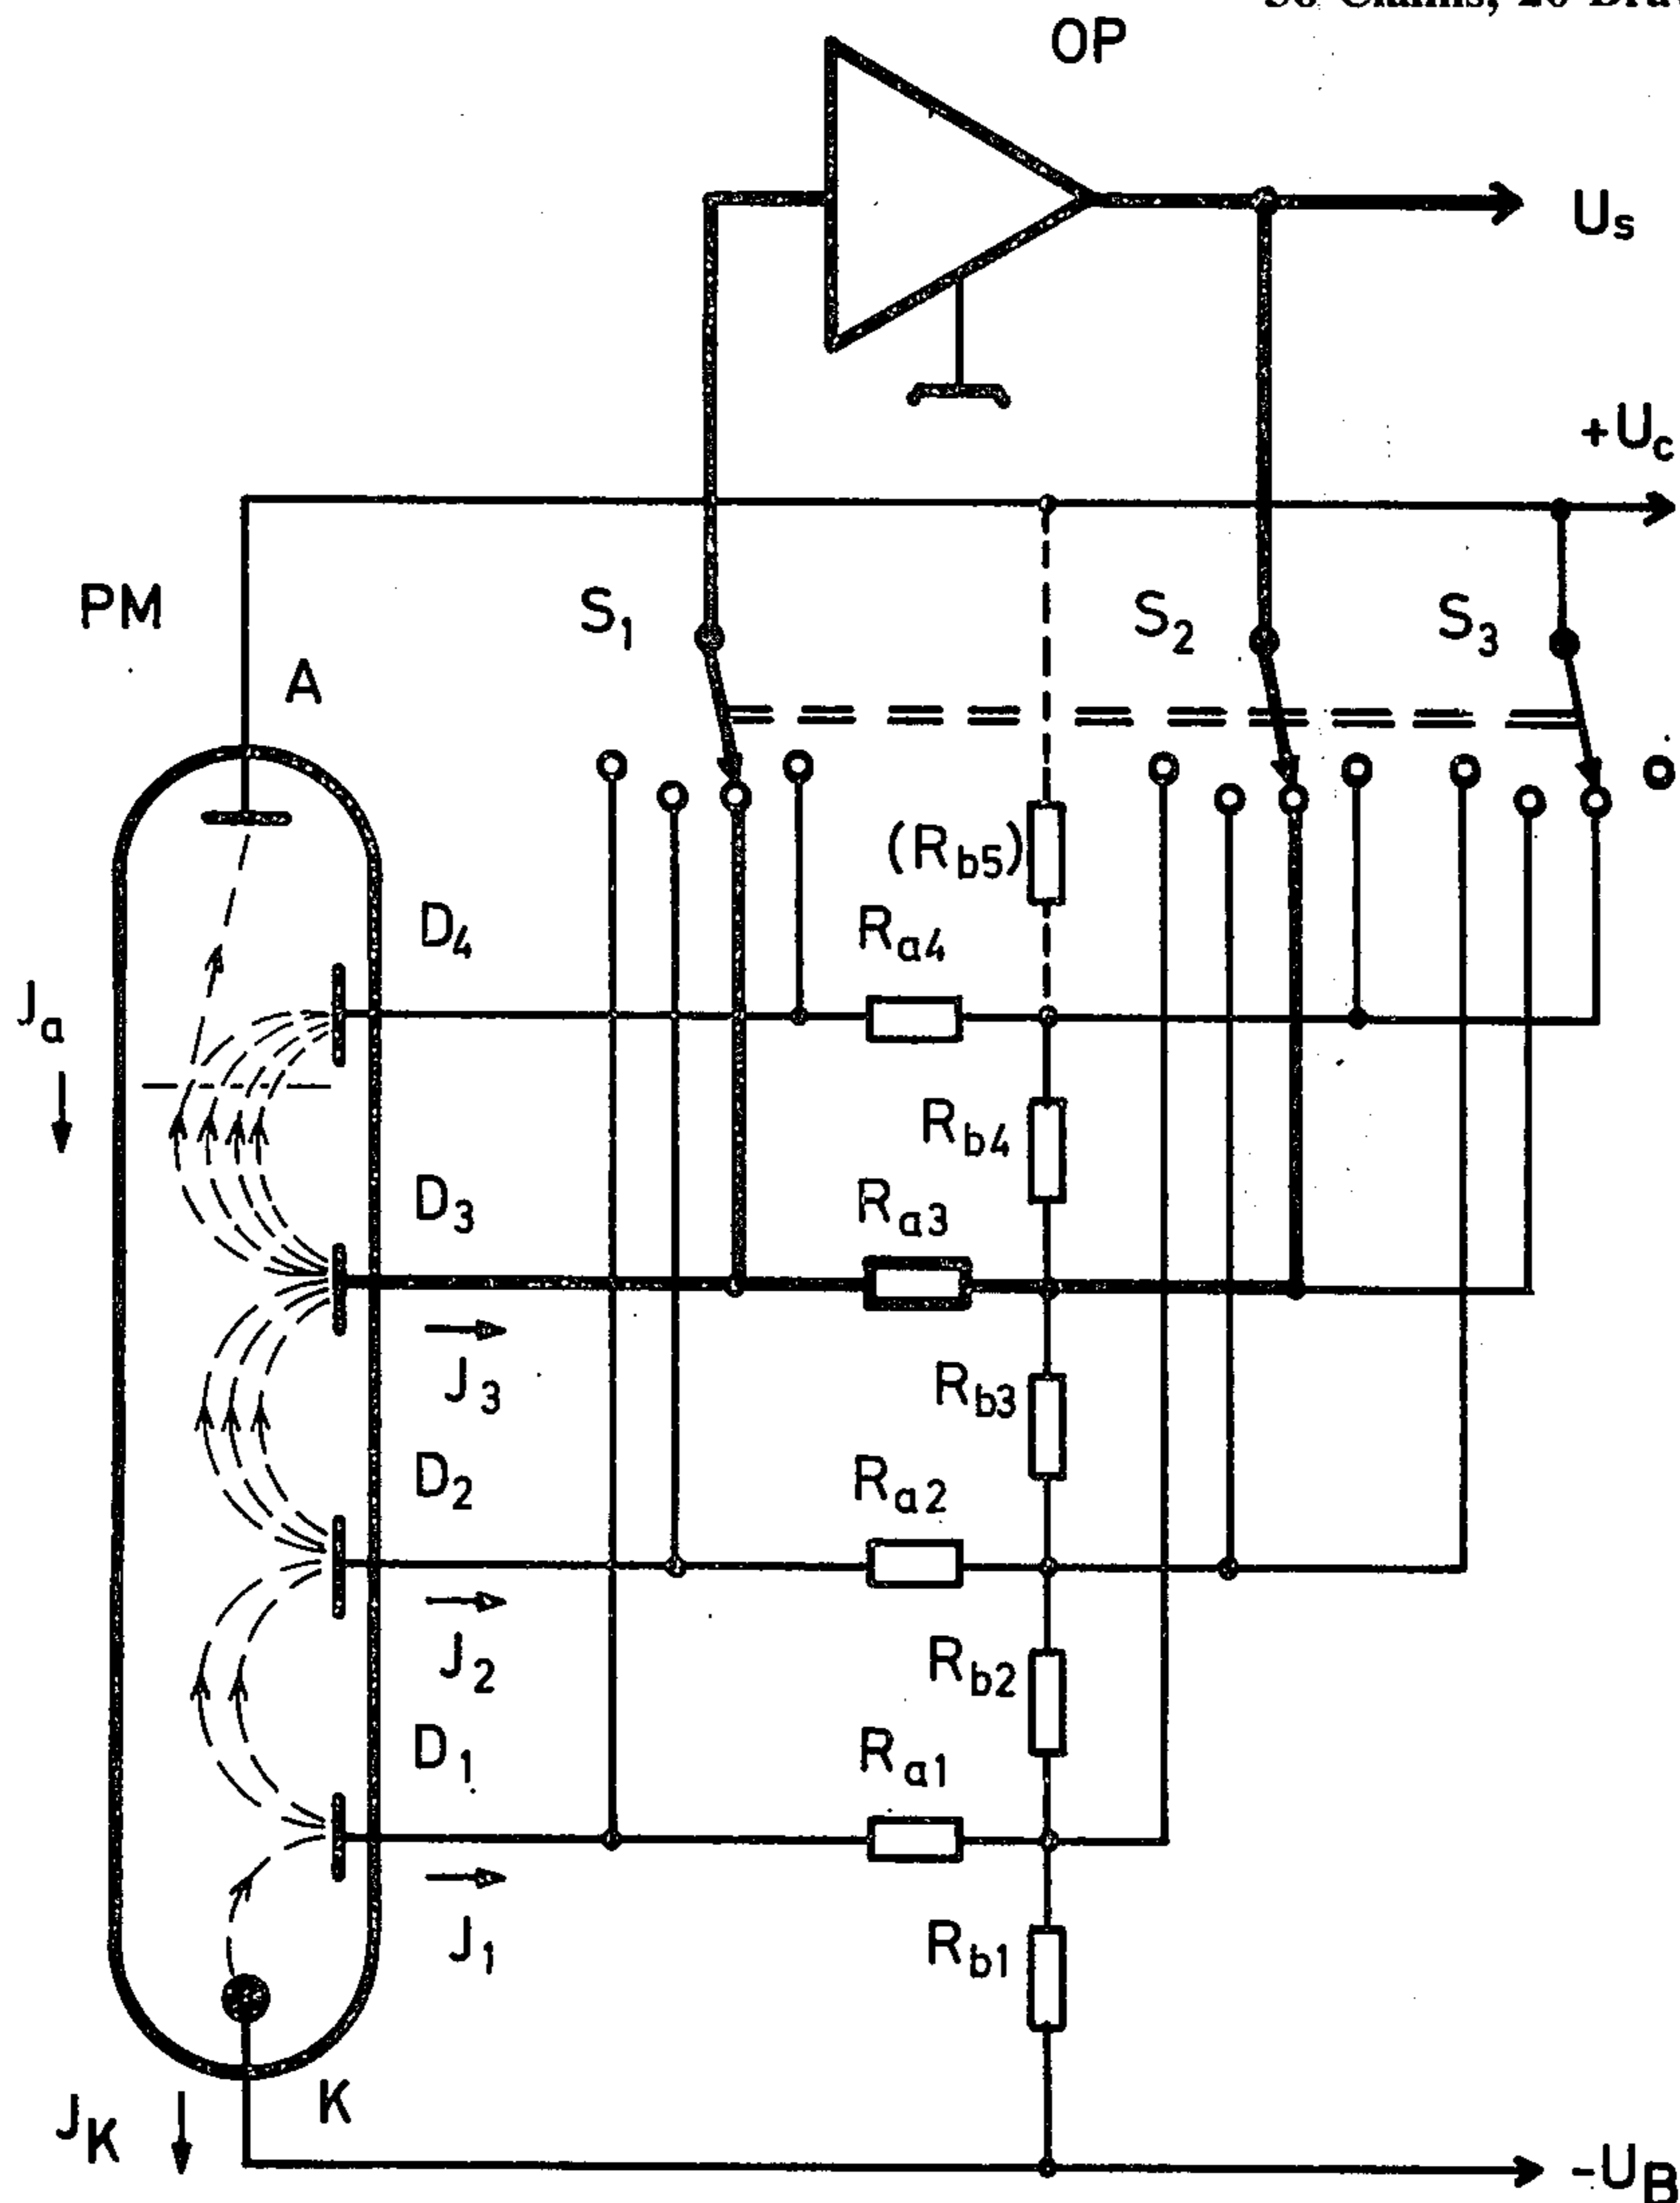 OP
Us
+Uc
PM
S1
S2
S3
A
(Rb5)
D4
Ra4
Ja
Rb4
D3
Ra3
J3
Rb3
D2
Ra2
J2
Rb2
D1
Ra1
J1
Rb1
K
JK
-UB